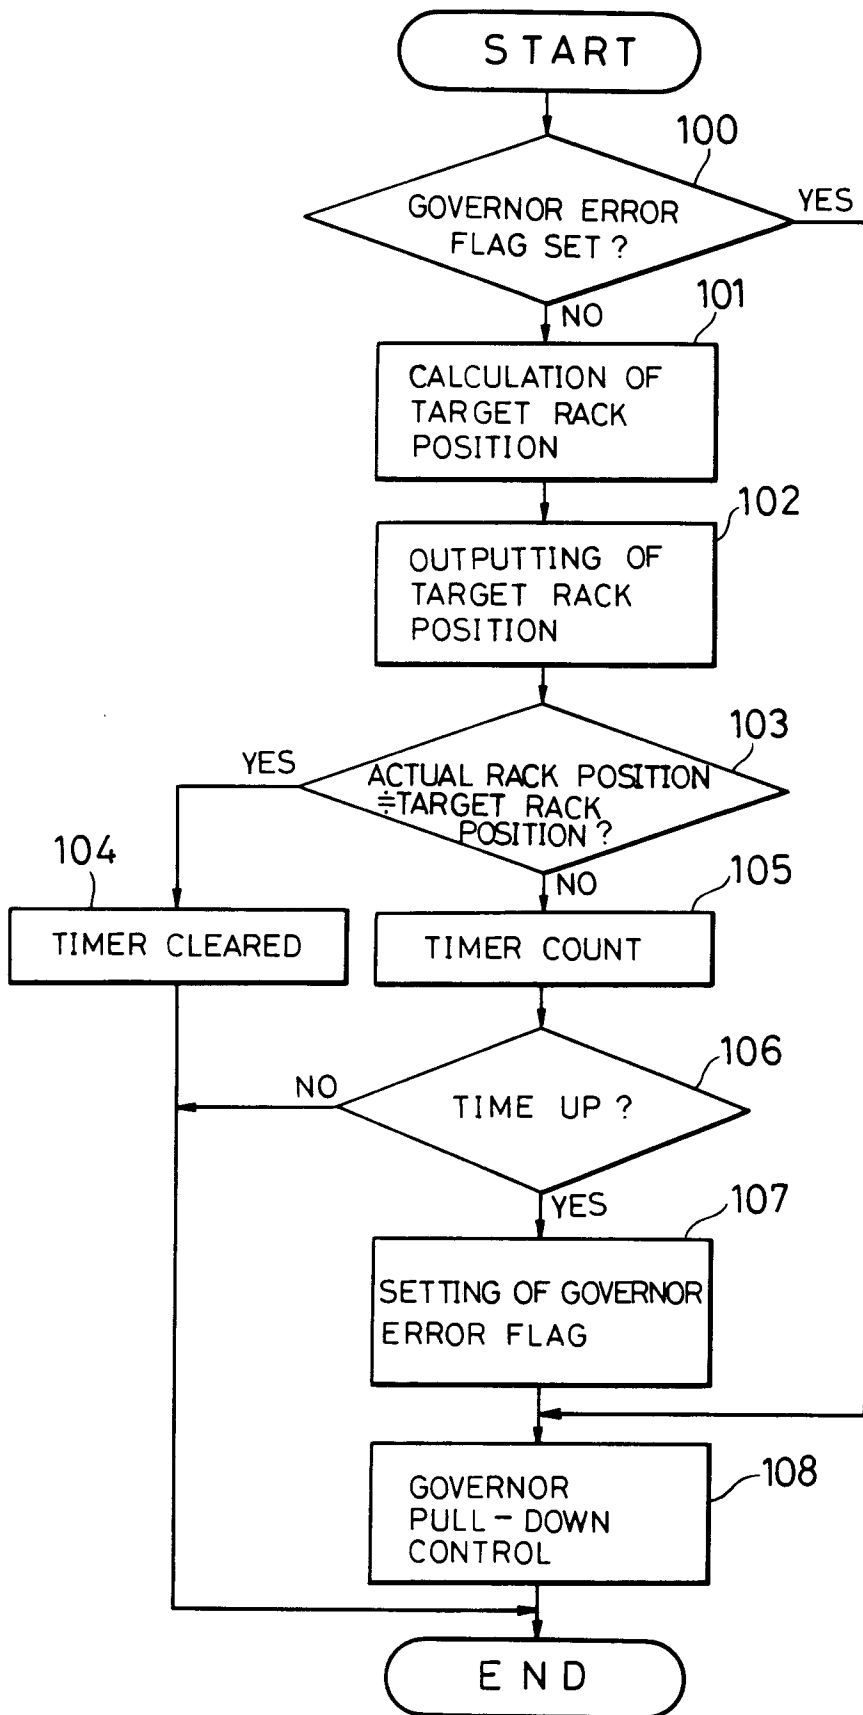 START
100
GOVERNOR ERROR
FLAG SET ?
YES
NO
101
CALCULATION OF
TARGET RACK
POSITION
102
OUTPUTTING OF
TARGET RACK
POSITION
103
YES
ACTUAL RACK POSITION
≑TARGET RACK
POSITION ?
NO
104
TIMER CLEARED
105
TIMER COUNT
106
NO
TIME UP ?
YES
107
SETTING OF GOVERNOR
ERROR FLAG
108
GOVERNOR
PULL-DOWN
CONTROL
END